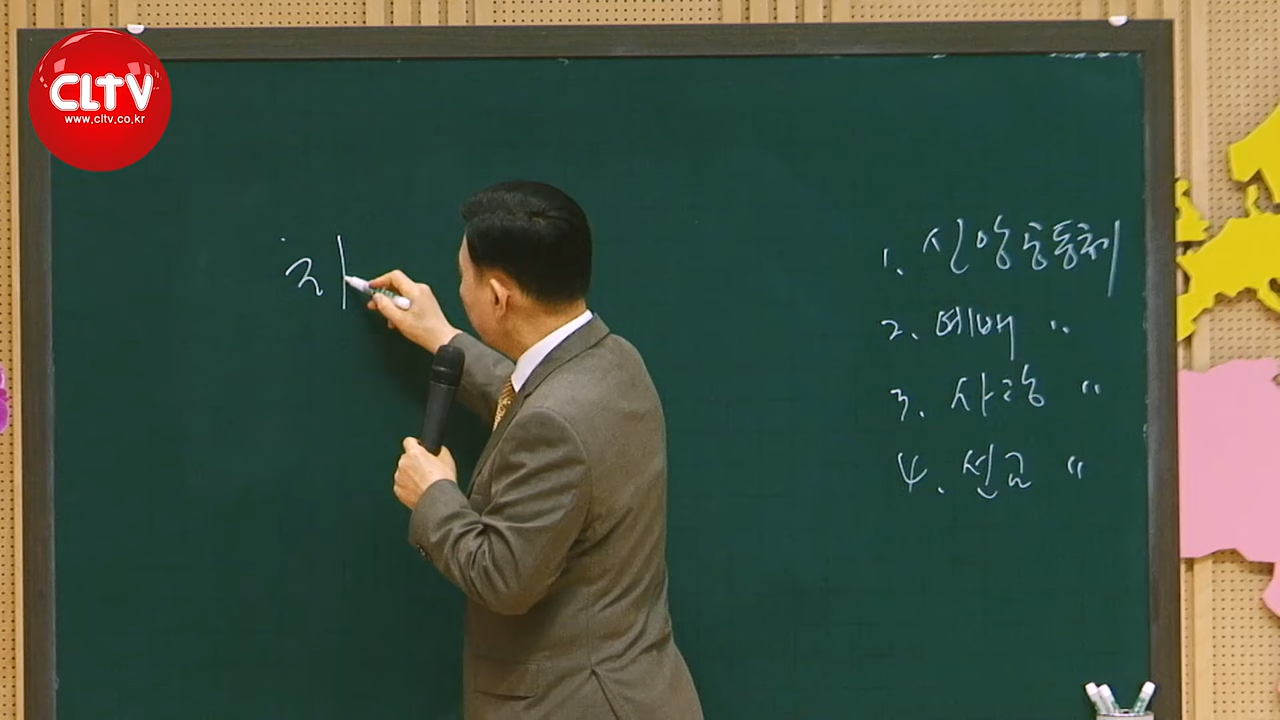 CLTV
www.cltv.co.kr
1. 신앙공동체
2. 예배 "
3. 사랑 "
4. 선교 "